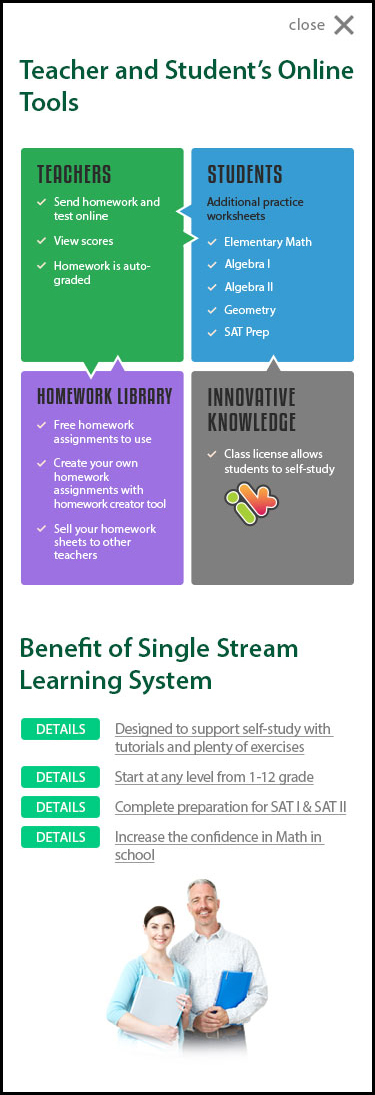 close
Teacher and Student's Online
Tools
TEACHERS
Send homework and
test online
View scores
Homework is auto-
graded
STUDENTS
Additional practice
worksheets
Elementary Math
Algebra I
Algebra II
Geometry
SAT Prep
HOMEWORK LIBRARY
Free homework
assignments to use
Create your own
homework
assignments with
homework creator tool
Sell your homework
sheets to other
teachers
INNOVATIVE
KNOWLEDGE
Class license allows
students to self-study
Benefit of Single Stream
Learning System
DETAILS Designed to support self-study with
tutorials and plenty of exercises
DETAILS Start at any level from 1-12 grade
DETAILS Complete preparation for SAT I & SAT II
DETAILS Increase the confidence in Math in
school